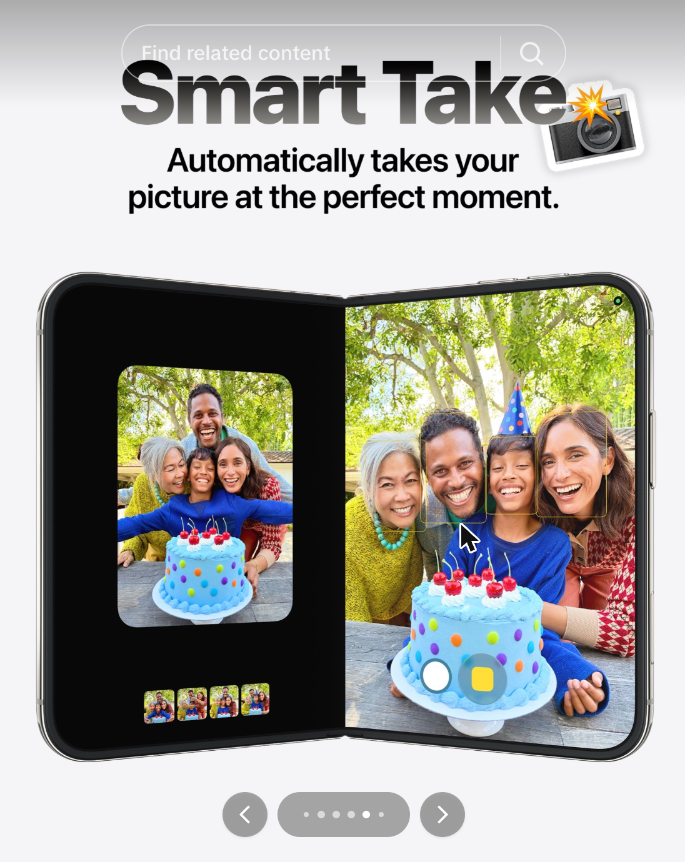 Find related content
Smart Take
Automatically takes your
picture at the perfect moment.